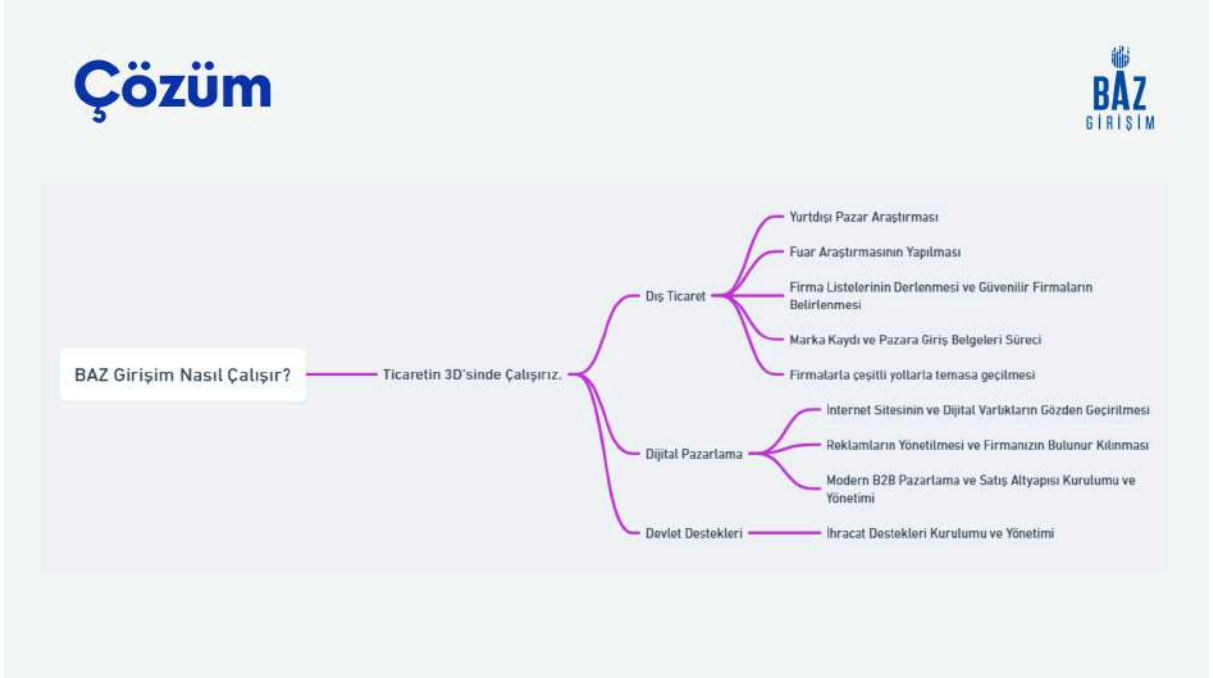 Çözüm
BAZ
GİRİŞİM
Yurtdışı Pazar Araştırması
Fuar Araştırmasının Yapılması
Dış Ticaret
Firma Listelerinin Derlenmesi ve Güvenilir Firmaların
Belirlenmesi
Marka Kaydı ve Pazara Giriş Belgeleri Süreci
BAZ Girişim Nasıl Çalışır?
Ticaretin 3D'sinde Çalışırız.
Firmalarla çeşitli yollarla temasa geçilmesi
İnternet Sitesinin ve Dijital Varlıkların Gözden Geçirilmesi
Dijital Pazarlama
Reklamların Yönetilmesi ve Firmanızın Bulunur Kılınması
Modern B2B Pazarlama ve Satış Altyapısı Kurulumu ve
Yönetimi
Devlet Destekleri
İhracat Destekleri Kurulumu ve Yönetimi